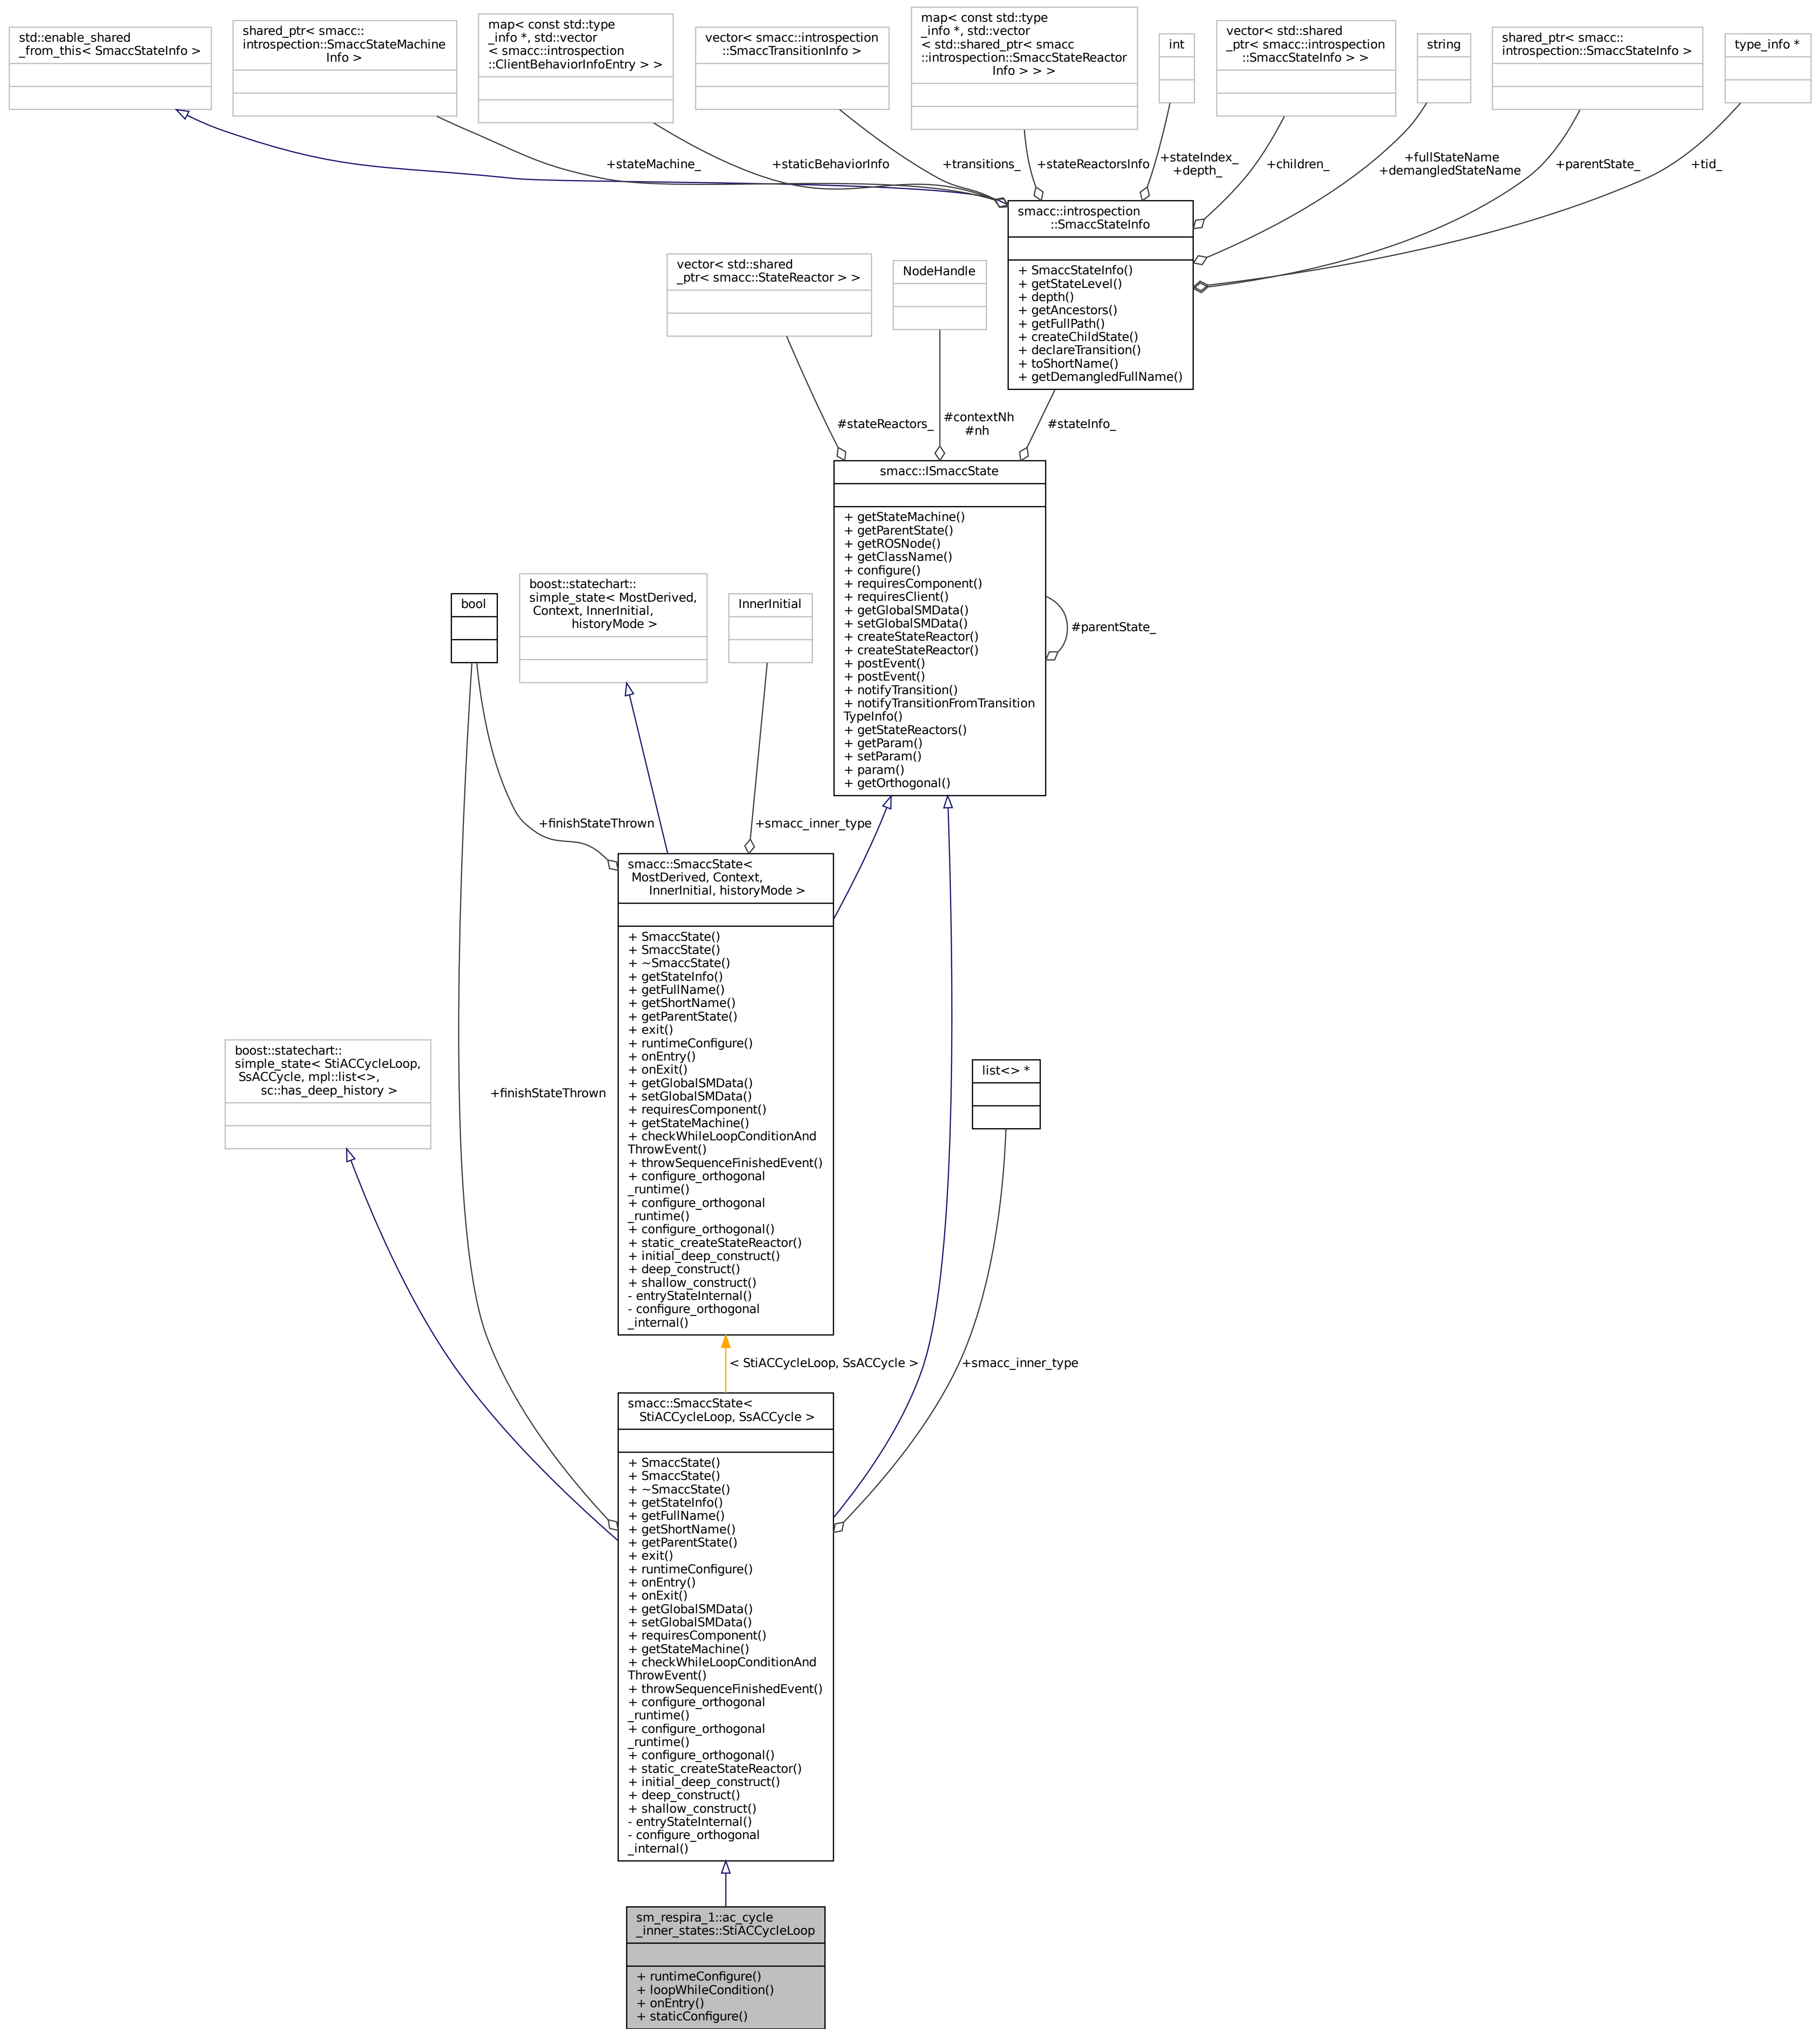 std::enable_shared
_from_this< SmaccStateInfo >
shared_ptr< smacc::
introspection::SmaccStateMachine
Info >
map< const std::type
_info *, std::vector
< smacc::introspection
::ClientBehaviorInfoEntry > >
vector< smacc::introspection
::SmaccTransitionInfo >
map< const std::type
_info *, std::vector
< std::shared_ptr< smacc
::introspection::SmaccStateReactor
Info > > >
int
vector< std::shared
_ptr< smacc::introspection
::SmaccStateInfo > >
string
shared_ptr< smacc::
introspection::SmaccStateInfo >
type_info *
+stateMachine_
+staticBehaviorInfo
+transitions_
+stateReactorsInfo
+stateIndex_
+depth_
+children_
+fullStateName
+demangledStateName
+parentState_
+tid_
smacc::introspection
::SmaccStateInfo
+ SmaccStateInfo()
+ getStateLevel()
+ depth()
+ getAncestors()
+ getFullPath()
+ createChildState()
+ declareTransition()
+ toShortName()
+ getDemangledFullName()
vector< std::shared
_ptr< smacc::StateReactor > >
NodeHandle
#stateReactors_
#contextNh
#nh
#stateInfo_
smacc::ISmaccState
+ getStateMachine()
+ getParentState()
+ getROSNode()
+ getClassName()
+ configure()
+ requiresComponent()
+ requiresClient()
+ getGlobalSMData()
+ setGlobalSMData()
+ createStateReactor()
+ createStateReactor()
+ postEvent()
+ postEvent()
+ notifyTransition()
+ notifyTransitionFromTransition
TypeInfo()
+ getStateReactors()
+ getParam()
+ setParam()
+ param()
+ getOrthogonal()
#parentState_
bool
boost::statechart::
simple_state< MostDerived,
Context, InnerInitial,
historyMode >
InnerInitial
+finishStateThrown
+smacc_inner_type
smacc::SmaccState<
MostDerived, Context,
InnerInitial, historyMode >
+ SmaccState()
+ SmaccState()
+ ~SmaccState()
+ getStateInfo()
+ getFullName()
+ getShortName()
+ getParentState()
+ exit()
+ runtimeConfigure()
+ onEntry()
+ onExit()
+ getGlobalSMData()
+ setGlobalSMData()
+ requiresComponent()
+ getStateMachine()
+ checkWhileLoopConditionAnd
ThrowEvent()
+ throwSequenceFinishedEvent()
+ configure_orthogonal
_runtime()
+ configure_orthogonal
_runtime()
+ configure_orthogonal()
+ static_createStateReactor()
+ initial_deep_construct()
+ deep_construct()
+ shallow_construct()
- entryStateInternal()
- configure_orthogonal
_internal()
boost::statechart::
simple_state< StiACCycleLoop,
SsACCycle, mpl::list<>,
sc::has_deep_history >
+finishStateThrown
list<> *
< StiACCycleLoop, SsACCycle >
+smacc_inner_type
smacc::SmaccState<
StiACCycleLoop, SsACCycle >
+ SmaccState()
+ SmaccState()
+ ~SmaccState()
+ getStateInfo()
+ getFullName()
+ getShortName()
+ getParentState()
+ exit()
+ runtimeConfigure()
+ onEntry()
+ onExit()
+ getGlobalSMData()
+ setGlobalSMData()
+ requiresComponent()
+ getStateMachine()
+ checkWhileLoopConditionAnd
ThrowEvent()
+ throwSequenceFinishedEvent()
+ configure_orthogonal
_runtime()
+ configure_orthogonal
_runtime()
+ configure_orthogonal()
+ static_createStateReactor()
+ initial_deep_construct()
+ deep_construct()
+ shallow_construct()
- entryStateInternal()
- configure_orthogonal
_internal()
sm_respira_1::ac_cycle
_inner_states::StiACCycleLoop
+ runtimeConfigure()
+ loopWhileCondition()
+ onEntry()
+ staticConfigure()